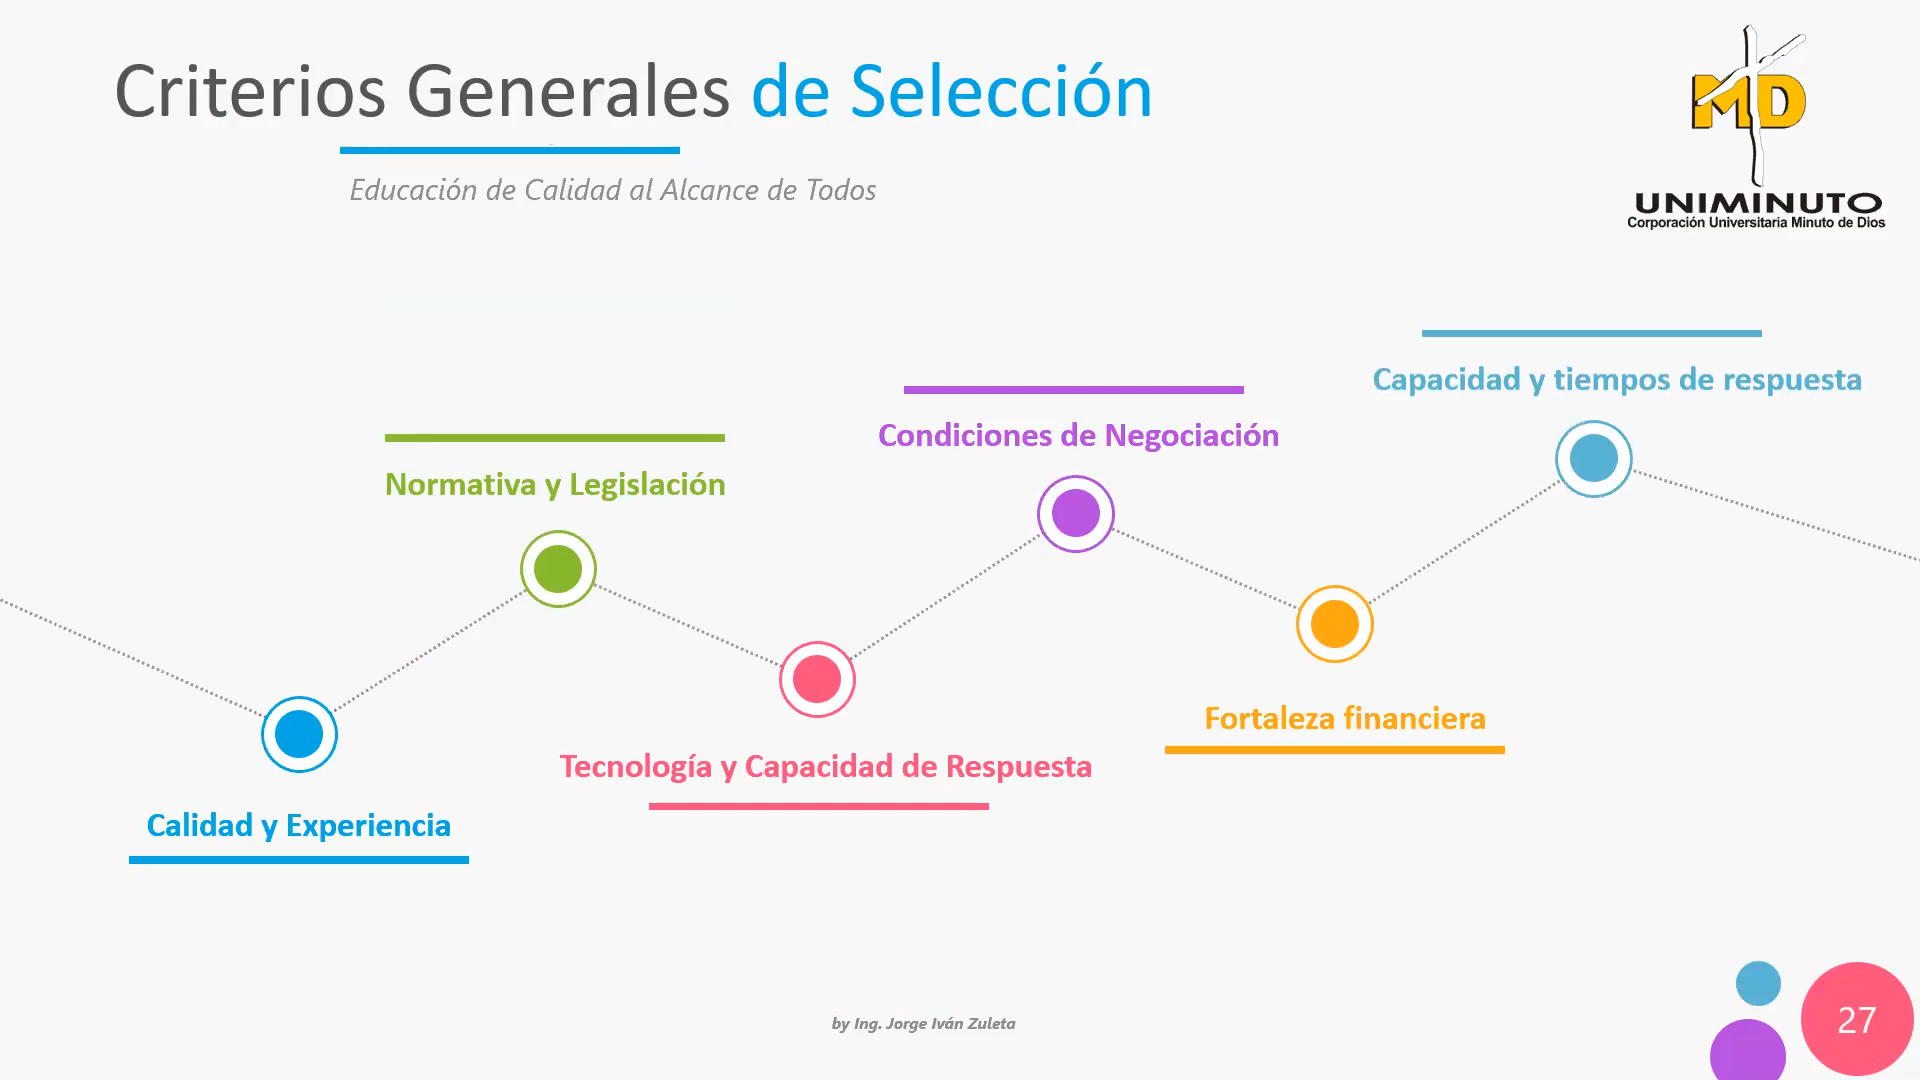 Criterios Generales de Selección
Educación de Calidad al Alcance de Todos
MD
UNIMINUTO
Corporación Universitaria Minuto de Dios
Capacidad y tiempos de respuesta
Condiciones de Negociación
Normativa y Legislación
Fortaleza financiera
Tecnología y Capacidad de Respuesta
Calidad y Experiencia
by Ing. Jorge Iván Zuleta
27